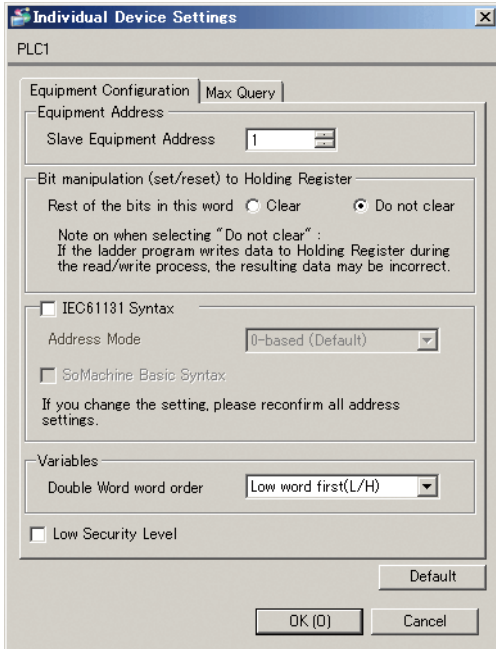 Individual Device Settings
PLC1
Equipment Configuration
Max Query
Equipment Address
Slave Equipment Address
1
Bit manipulation (set/reset) to Holding Register
Rest of the bits in this word
Clear
Do not clear
Note on when selecting "Do not clear" :
If the ladder program writes data to Holding Register during
the read/write process, the resulting data may be incorrect.
IEC61131 Syntax
Address Mode
0-based (Default)
SoMachine Basic Syntax
If you change the setting, please reconfirm all address
settings.
Variables
Double Word word order
Low word first(L/H)
Low Security Level
Default
OK (O)
Cancel